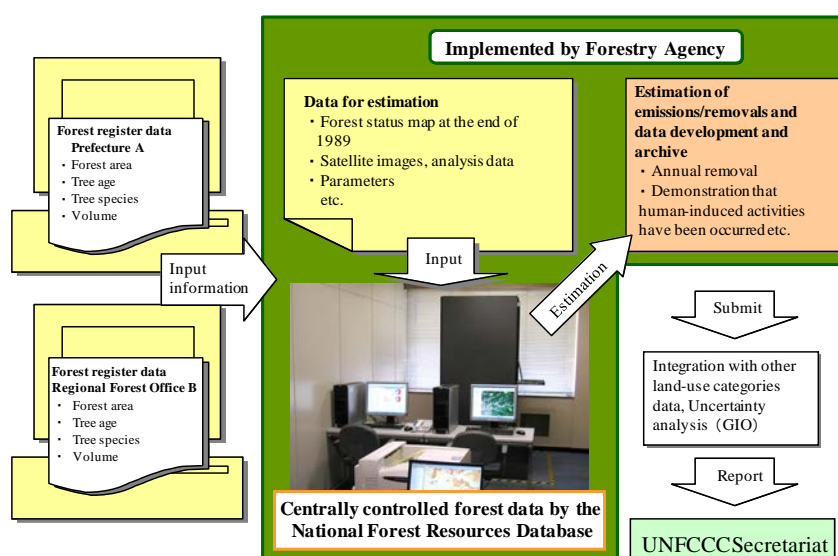 Implemented by Forestry Agency
Forest register data
Prefecture A
・ Forest area
・ Tree age
・ Tree species
・ Volume
Input
information
Forest register data
Regional Forest Office B
・ Forest area
・ Tree age
・ Tree species
・ Volume
Data for estimation
・ Forest status map at the end of
1989
・ Satellite images, analysis data
・ Parameters
etc.
Input
Estimation
Centrally controlled forest data by the
National Forest Resources Database
Estimation of
emissions/removals and
data development and
archive
・ Annual removal
・ Demonstration that
human-induced activities
have been occurred etc.
Submit
Integration with other
land-use categories
data, Uncertainty
analysis（GIO）
Report
UNFCCC Secretariat